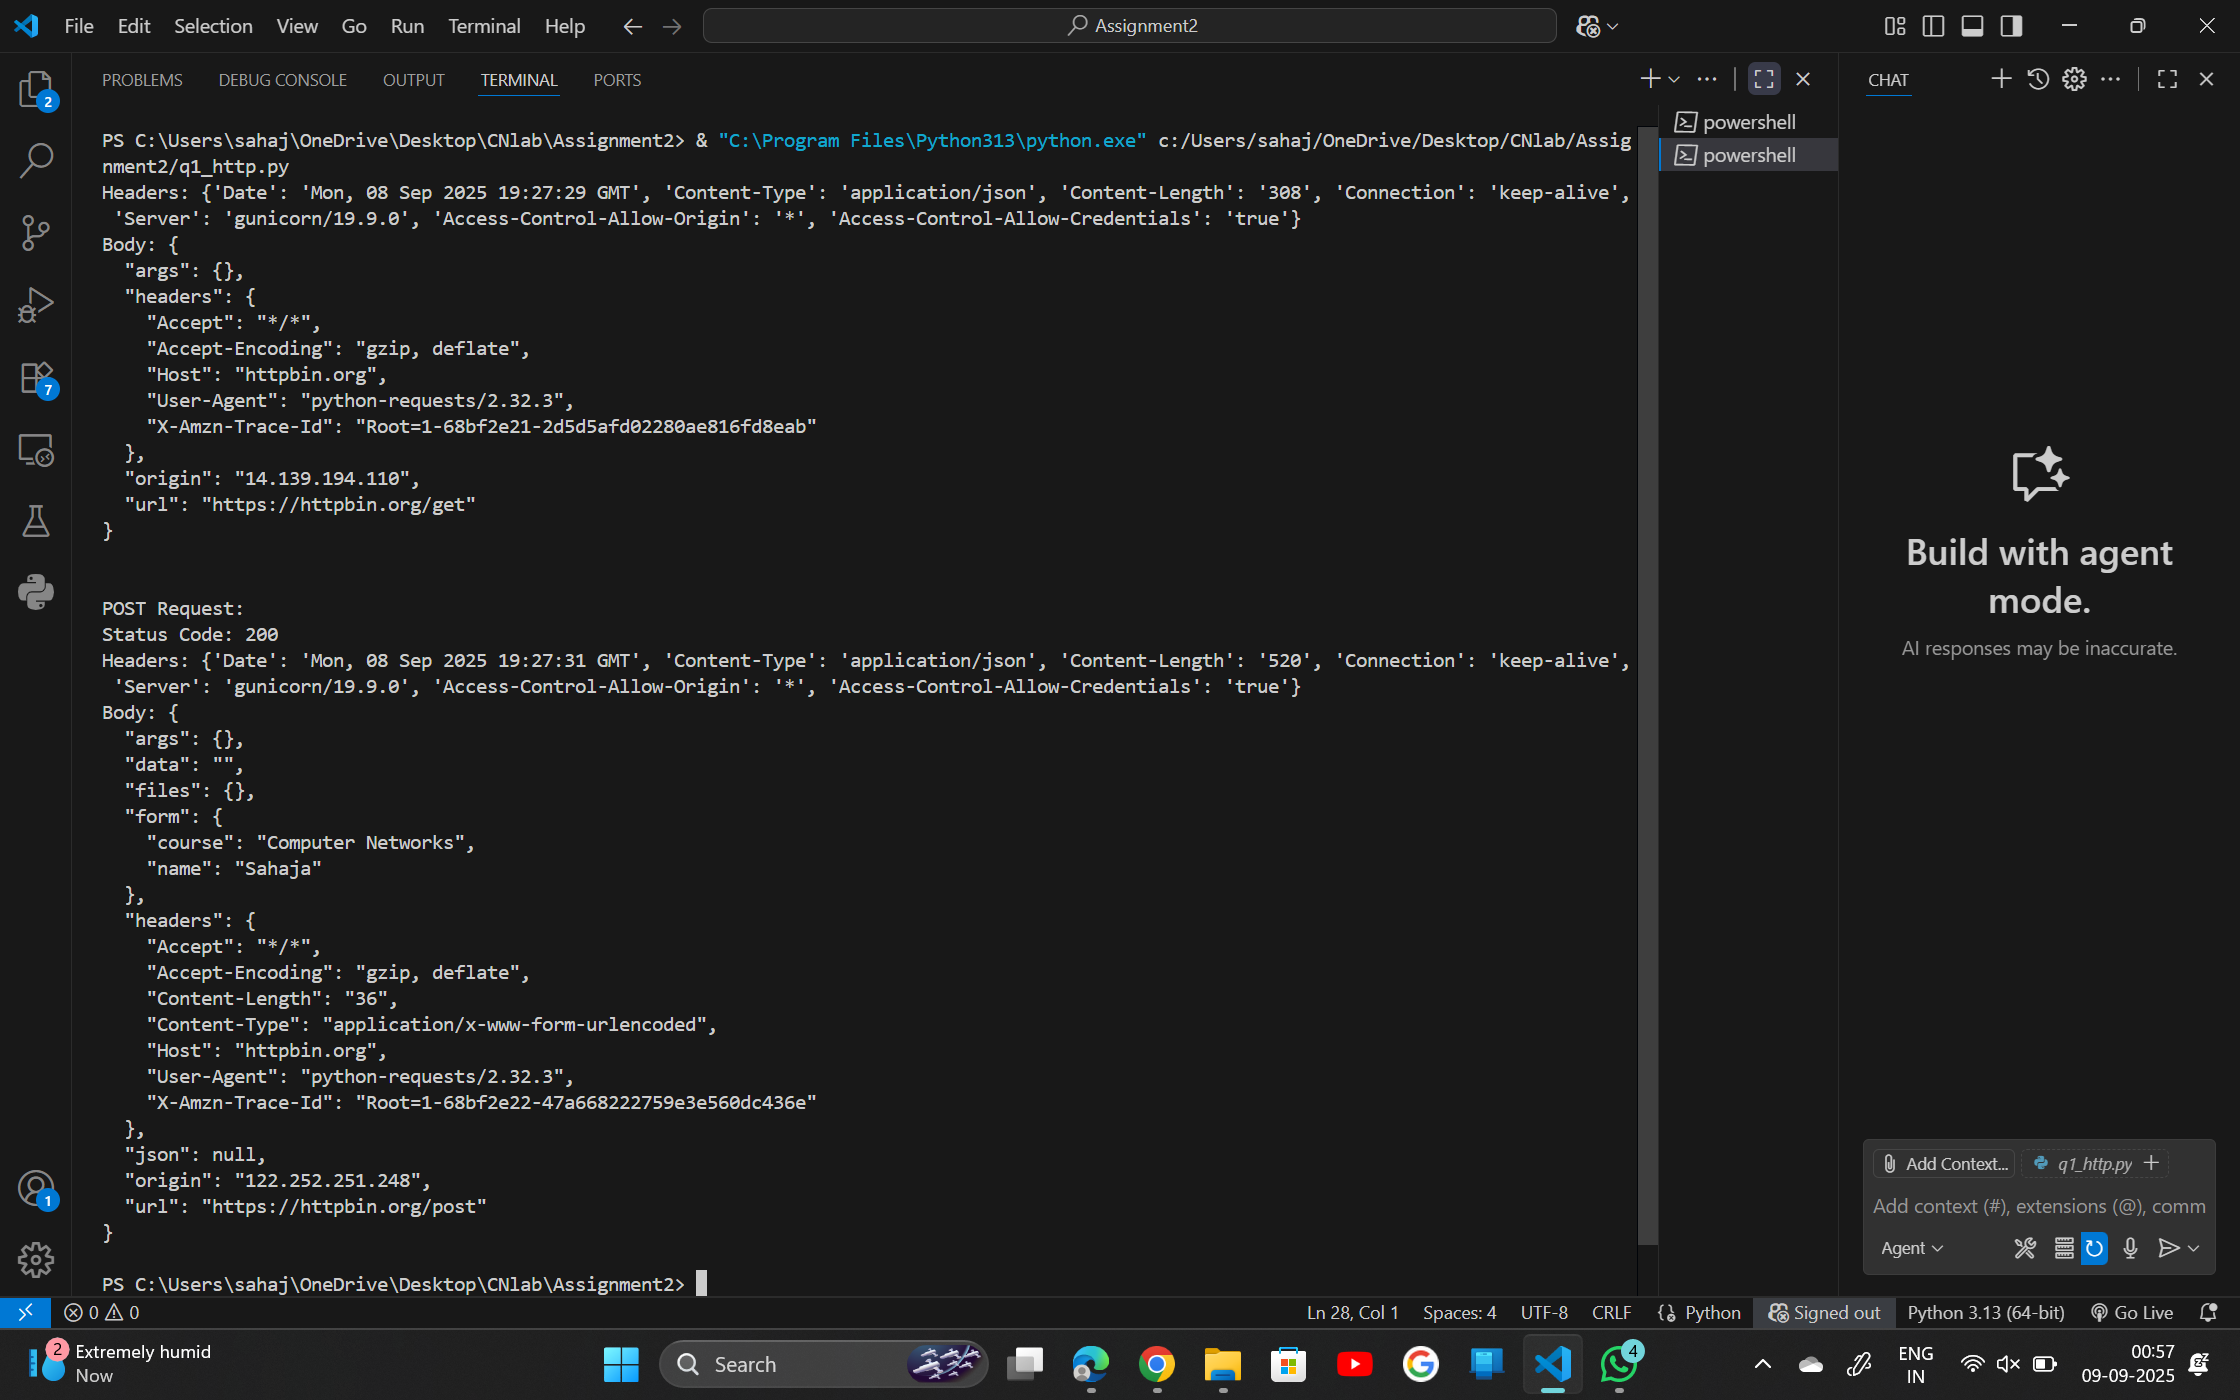 File Edit Selection View Go Run Terminal Help
Assignment2
PROBLEMS DEBUG CONSOLE OUTPUT TERMINAL PORTS
CHAT
powershell
powershell
2
7
1
PS C:\Users\sahaj\OneDrive\Desktop\CNlab\Assignment2> & "C:\Program Files\Python313\python.exe" c:/Users/sahaj/OneDrive/Desktop/CNlab/Assig
nment2/q1_http.py
Headers: {'Date': 'Mon, 08 Sep 2025 19:27:29 GMT', 'Content-Type': 'application/json', 'Content-Length': '308', 'Connection': 'keep-alive',
 'Server': 'gunicorn/19.9.0', 'Access-Control-Allow-Origin': '*', 'Access-Control-Allow-Credentials': 'true'}
Body: {
  "args": {},
  "headers": {
    "Accept": "*/*",
    "Accept-Encoding": "gzip, deflate",
    "Host": "httpbin.org",
    "User-Agent": "python-requests/2.32.3",
    "X-Amzn-Trace-Id": "Root=1-68bf2e21-2d5d5afd02280ae816fd8eab"
  },
  "origin": "14.139.194.110",
  "url": "https://httpbin.org/get"
}
POST Request:
Status Code: 200
Headers: {'Date': 'Mon, 08 Sep 2025 19:27:31 GMT', 'Content-Type': 'application/json', 'Content-Length': '520', 'Connection': 'keep-alive',
 'Server': 'gunicorn/19.9.0', 'Access-Control-Allow-Origin': '*', 'Access-Control-Allow-Credentials': 'true'}
Body: {
  "args": {},
  "data": "",
  "files": {},
  "form": {
    "course": "Computer Networks",
    "name": "Sahaja"
  },
  "headers": {
    "Accept": "*/*",
    "Accept-Encoding": "gzip, deflate",
    "Content-Length": "36",
    "Content-Type": "application/x-www-form-urlencoded",
    "Host": "httpbin.org",
    "User-Agent": "python-requests/2.32.3",
    "X-Amzn-Trace-Id": "Root=1-68bf2e22-47a668222759e3e560dc436e"
  },
  "json": null,
  "origin": "122.252.251.248",
  "url": "https://httpbin.org/post"
}
PS C:\Users\sahaj\OneDrive\Desktop\CNlab\Assignment2>
Build with agent
mode.
AI responses may be inaccurate.
Add Context... q1_http.py
Add context (#), extensions (@), comm
Agent
0 0 Ln 28, Col 1 Spaces: 4 UTF-8 CRLF Python Signed out Python 3.13 (64-bit) Go Live
2
Extremely humid
Now
Search
4
ENG
IN
00:57
09-09-2025